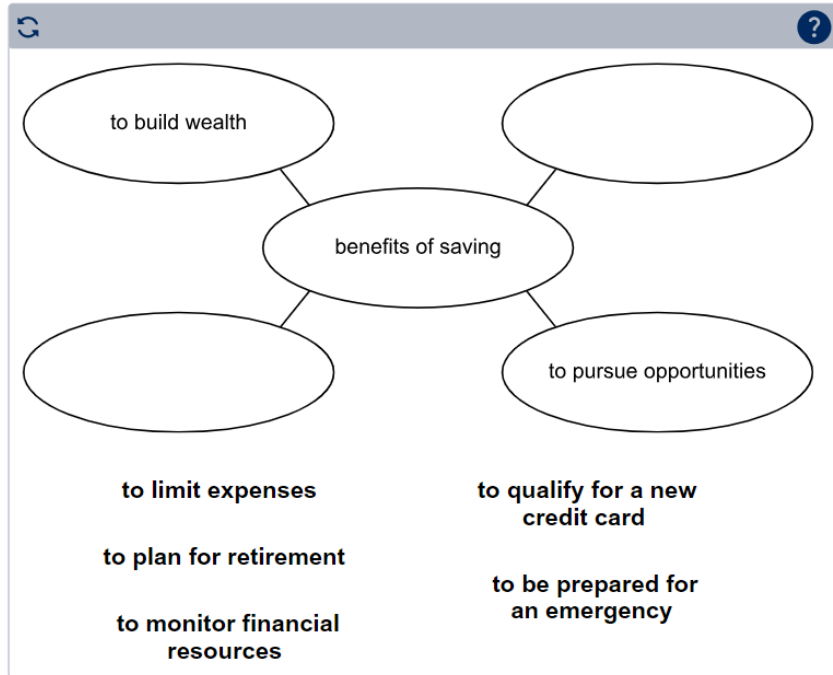 ?
to build wealth
benefits of saving
to pursue opportunities
to limit expenses
to qualify for a new
credit card
to plan for retirement
to be prepared for
an emergency
to monitor financial
resources